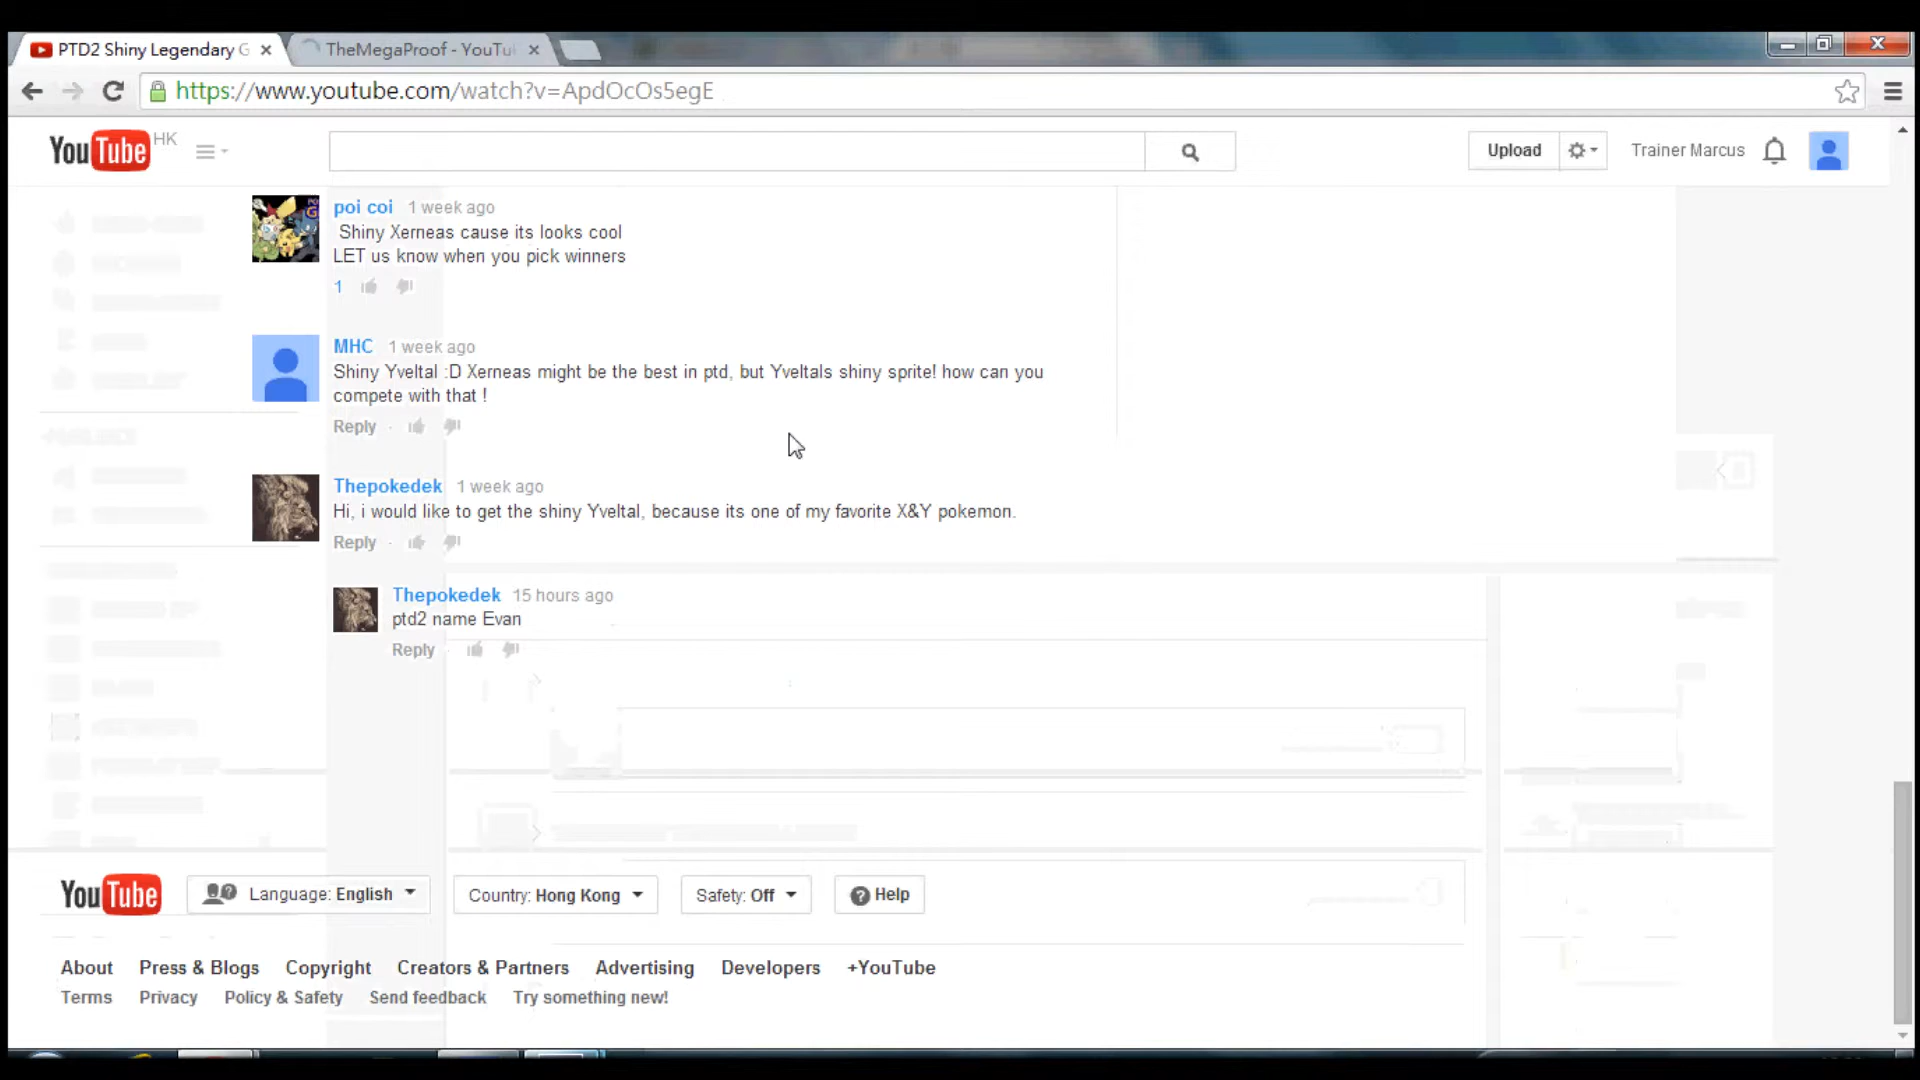 PTD2 Shiny Legendary G
TheMegaProof - YouTu
https://www.youtube.com/watch?v=ApdOcOs5egE
YouTube HK
Upload
Trainer Marcus
poi coi 1 week ago
Shiny Xerneas cause its looks cool
LET us know when you pick winners
1
MHC 1 week ago
Shiny Yveltal :D Xerneas might be the best in ptd, but Yveltals shiny sprite! how can you
compete with that !
Reply
Thepokedek 1 week ago
Hi, i would like to get the shiny Yveltal, because its one of my favorite X&Y pokemon.
Reply
Thepokedek 15 hours ago
ptd2 name Evan
Reply
YouTube Language: English Country: Hong Kong Safety: Off Help
About Press & Blogs Copyright Creators & Partners Advertising Developers +YouTube
Terms Privacy Policy & Safety Send feedback Try something new!